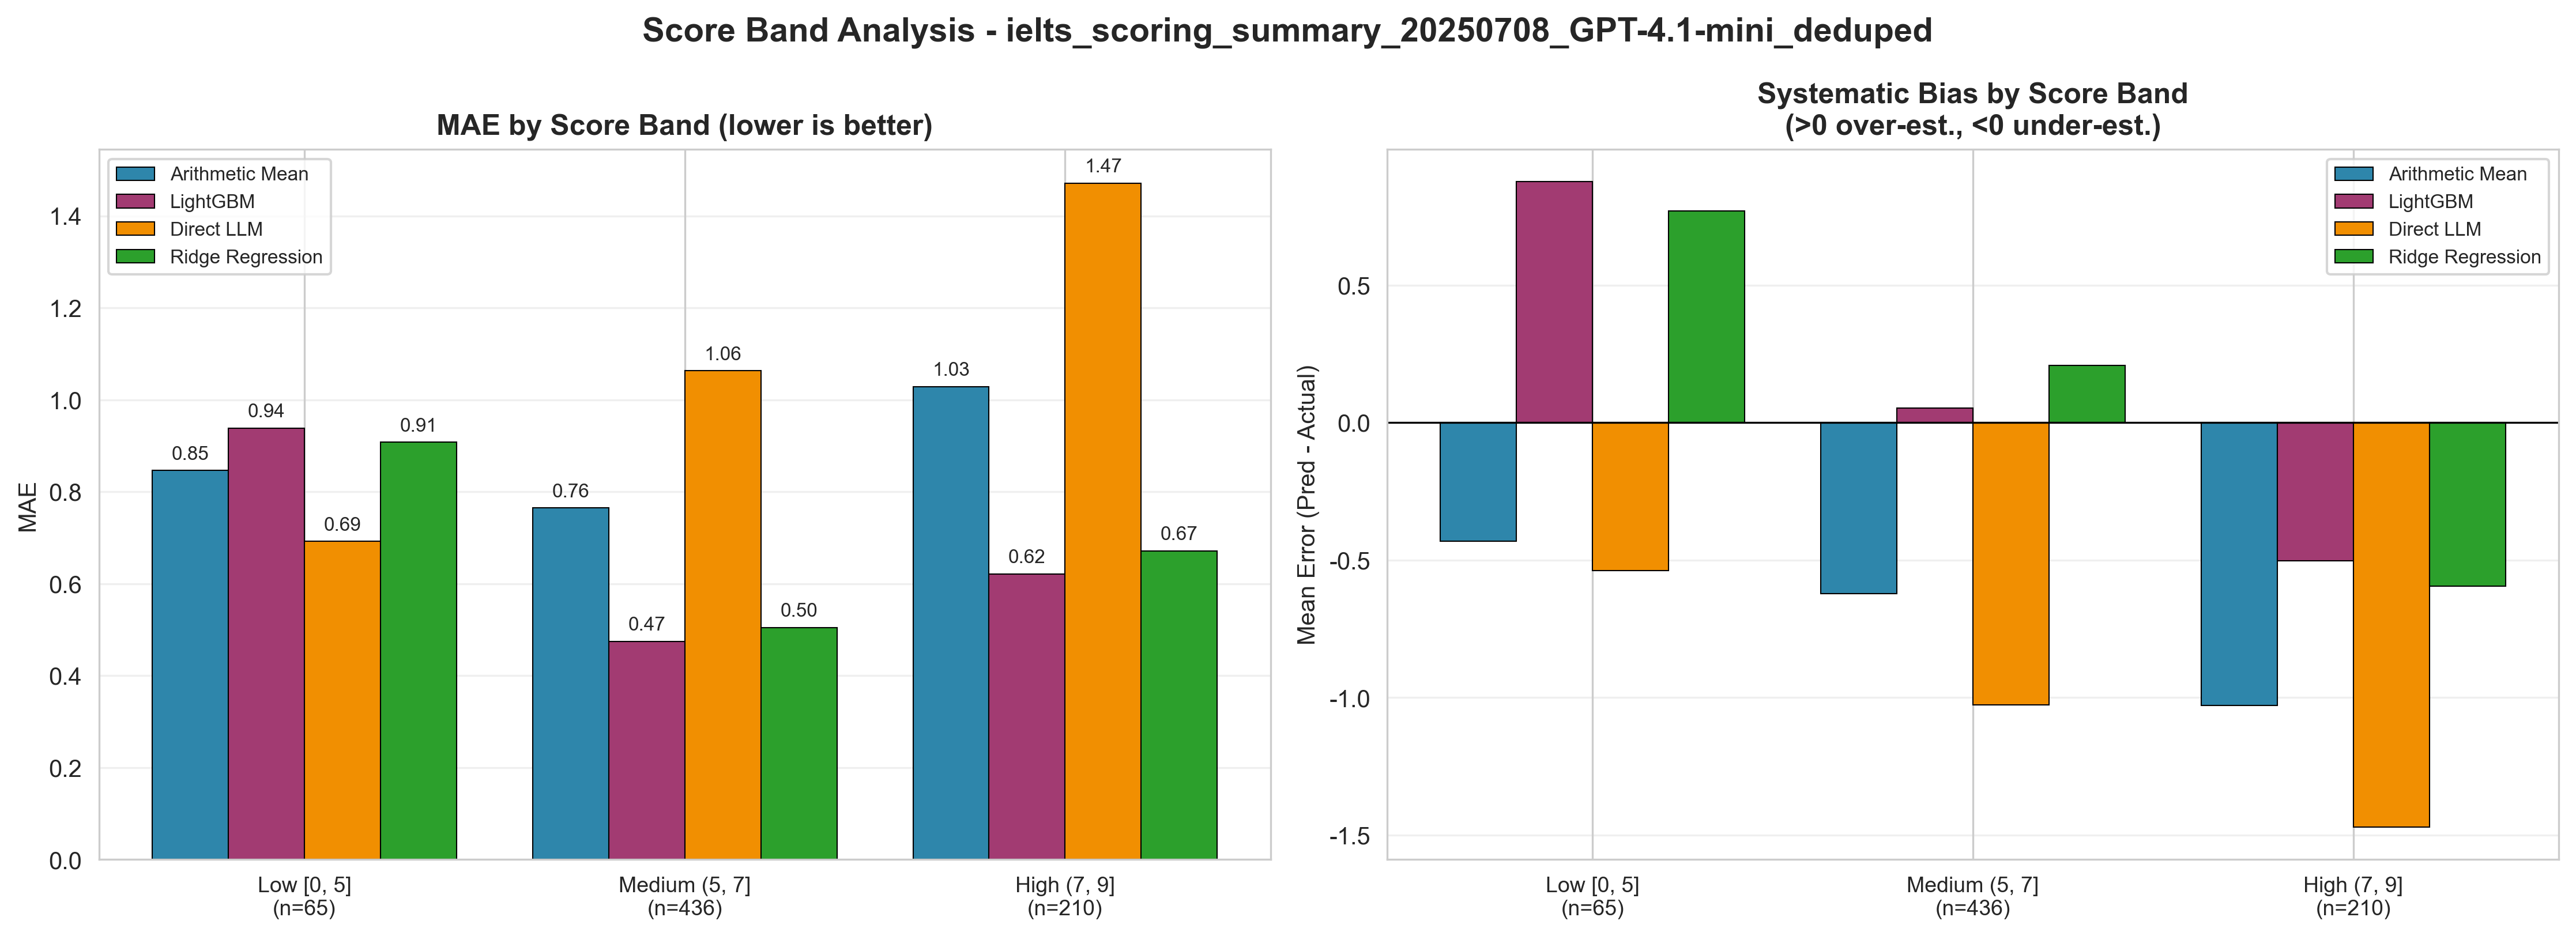 Score Band Analysis - ielts_scoring_summary_20250708_GPT-4.1-mini_deduped
MAE by Score Band (lower is better)
Arithmetic Mean
LightGBM
Direct LLM
Ridge Regression
MAE
1.4
1.2
1.0
0.8
0.6
0.4
0.2
0.0
0.85
0.94
0.69
0.91
0.76
0.47
1.06
0.50
1.03
0.62
1.47
0.67
Low [0, 5]
(n=65)
Medium (5, 7]
(n=436)
High (7, 9]
(n=210)
Systematic Bias by Score Band
(>0 over-est., <0 under-est.)
Arithmetic Mean
LightGBM
Direct LLM
Ridge Regression
Mean Error (Pred - Actual)
0.5
0.0
-0.5
-1.0
-1.5
Low [0, 5]
(n=65)
Medium (5, 7]
(n=436)
High (7, 9]
(n=210)